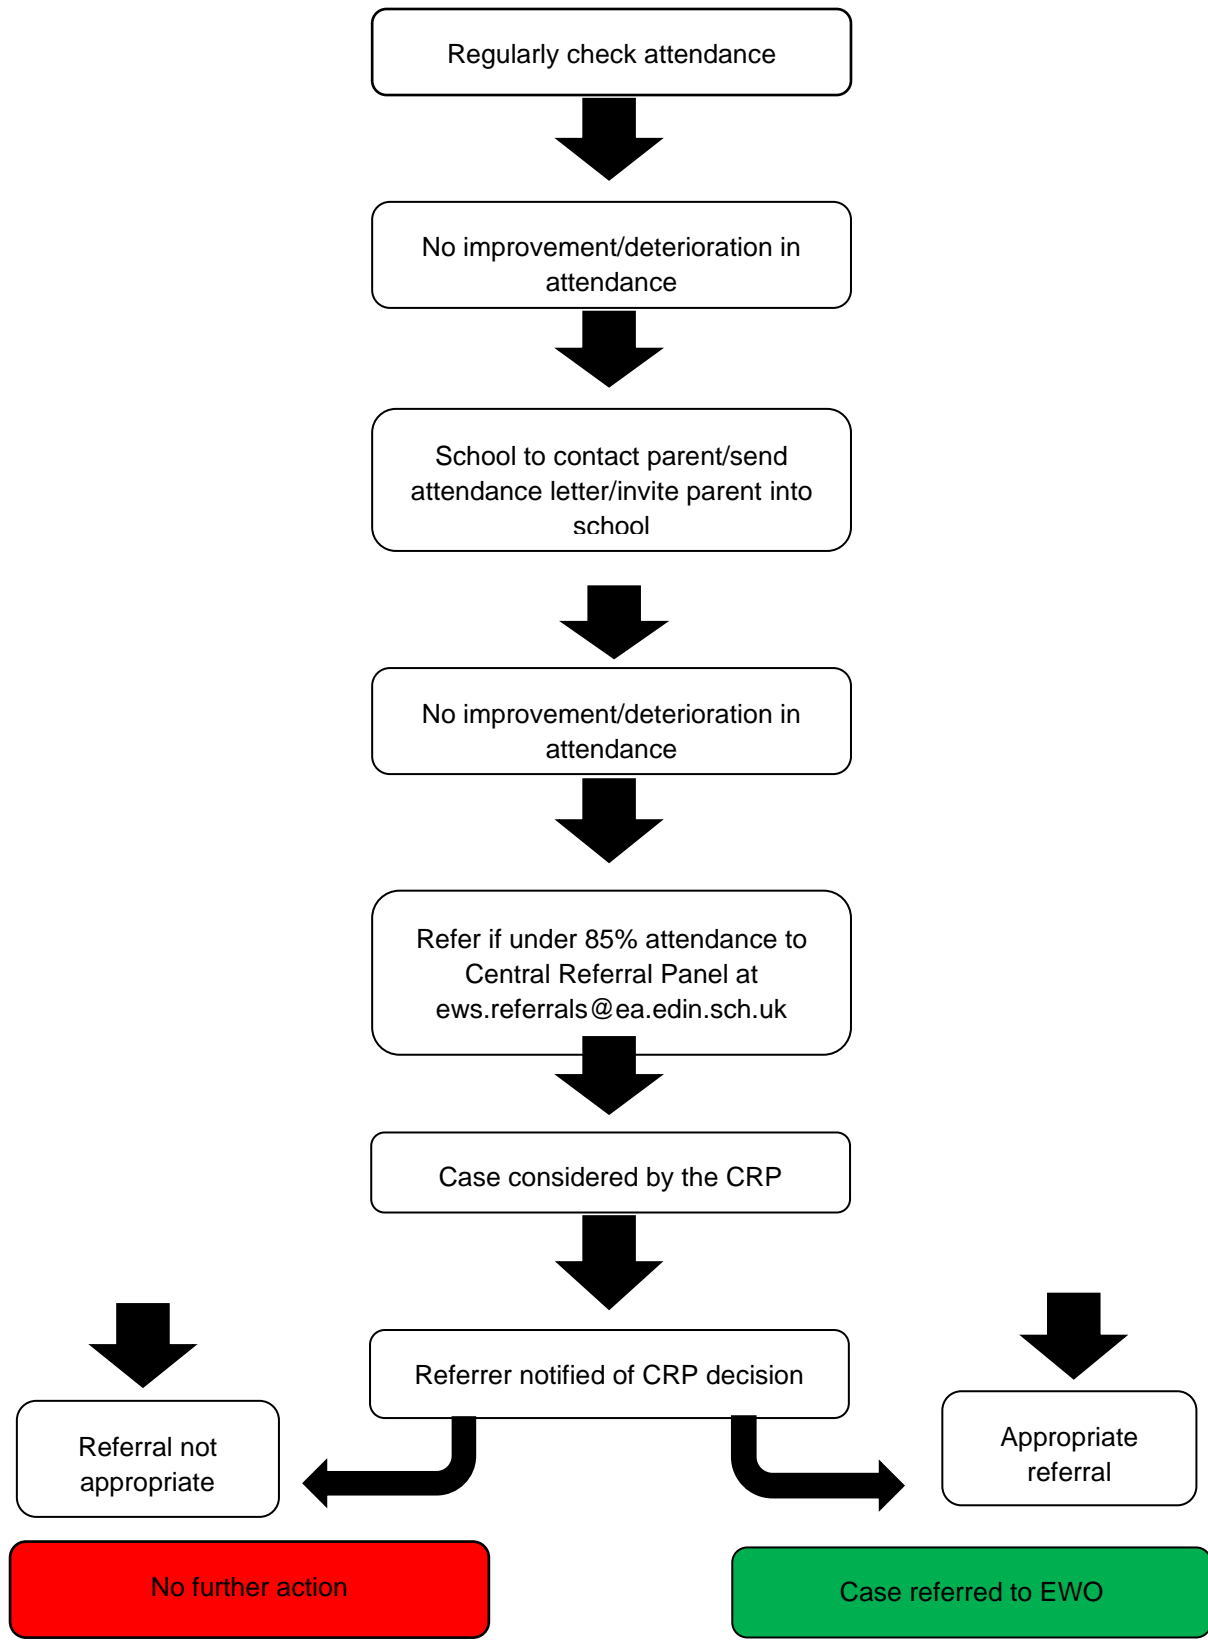 Regularly check attendance
No improvement/deterioration in
attendance
School to contact parent/send
attendance letter/invite parent into
school
No improvement/deterioration in
attendance
Refer if under 85% attendance to
Central Referral Panel at
ews.referrals@ea.edin.sch.uk
Case considered by the CRP
Referrer notified of CRP decision
Referral not
appropriate
Appropriate
referral
No further action
Case referred to EWO